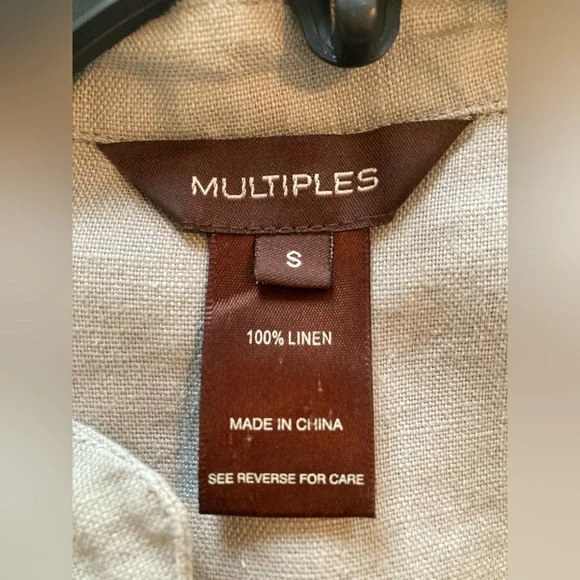 MULTIPLES
S
100% LINEN
MADE IN CHINA
SEE REVERSE FOR CARE